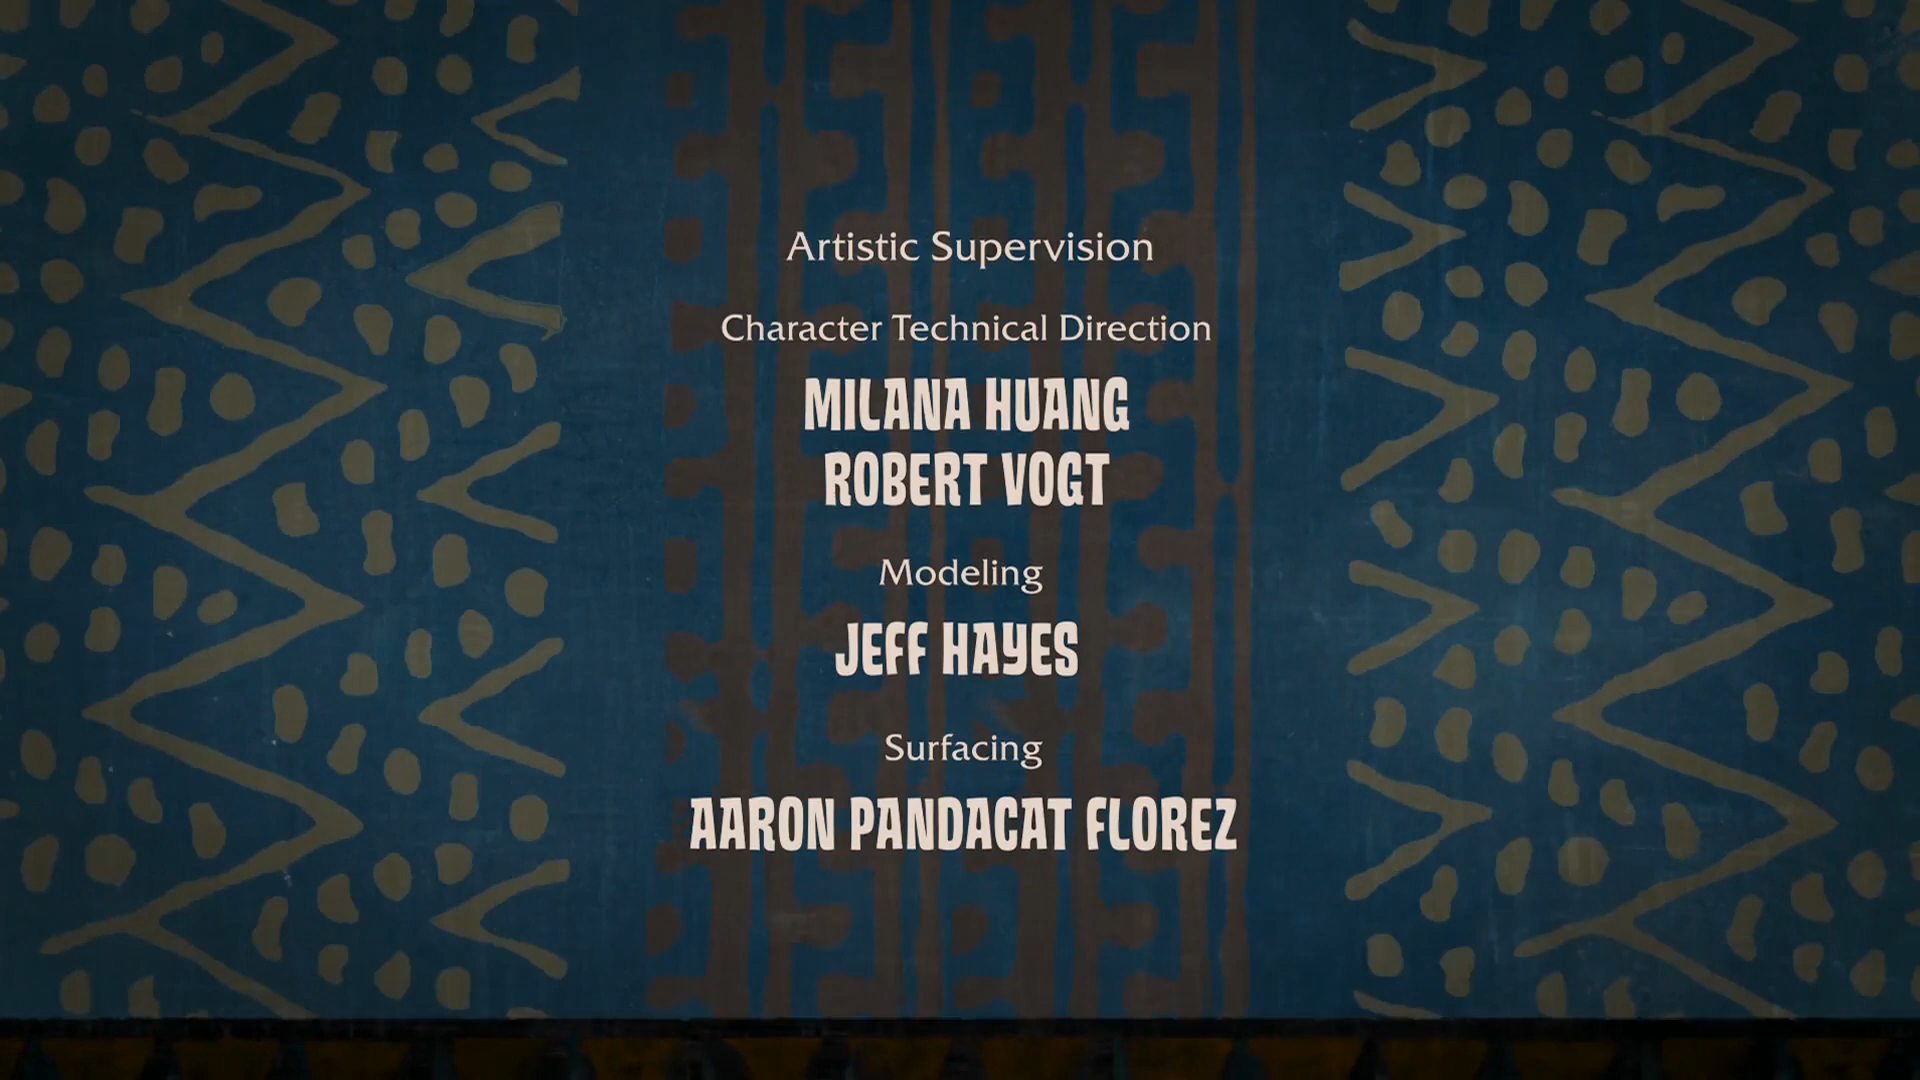 Artistic Supervision
Character Technical Direction
MILANA HUANG
ROBERT VOGT
Modeling
JEFF HAYES
Surfacing
AARON PANDACAT FLOREZ